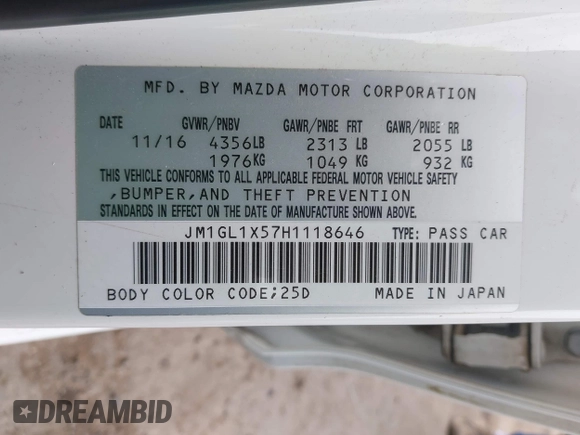 MFD. BY MAZDA MOTOR CORPORATION
DATE GVWR/PNBV GAWR/PNBE FRT GAWR/PNBE RR
11/16 4356LB 2313 LB 2055 LB
1976KG 1049 KG 932 KG
THIS VEHICLE CONFORMS TO ALL APPLICABLE FEDERAL MOTOR VEHICLE SAFETY
,BUMPER,AND THEFT PREVENTION
STANDARDS IN EFFECT ON THE DATE OF MANUFACTURE SHOWN ABOVE.
JM1GL1X57H1118646 TYPE: PASS CAR
BODY COLOR CODE;25D MADE IN JAPAN
DREAMBID